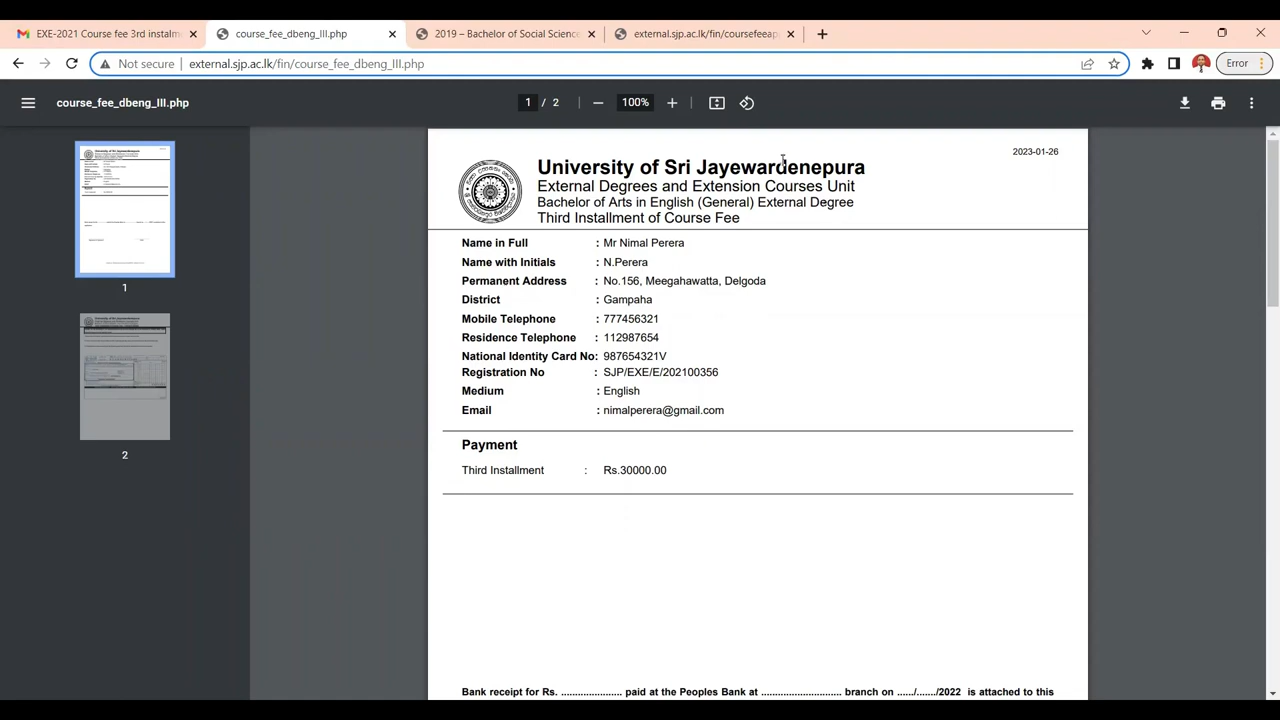 EXE-2021 Course fee 3rd instalm
course_fee_dbeng_III.php
2019 – Bachelor of Social Science
external.sjp.ac.lk/fin/coursefeeap
Not secure
external.sjp.ac.lk/fin/course_fee_dbeng_III.php
Error
course_fee_dbeng_III.php
1 / 2
100%
2023-01-26
University of Sri Jayewardenepura
External Degrees and Extension Courses Unit
Bachelor of Arts in English (General) External Degree
Third Installment of Course Fee
Name in Full : Mr Nimal Perera
Name with Initials : N.Perera
Permanent Address : No.156, Meegahawatta, Delgoda
District : Gampaha
Mobile Telephone : 777456321
Residence Telephone : 112987654
National Identity Card No: 987654321V
Registration No : SJP/EXE/E/202100356
Medium : English
Email : nimalperera@gmail.com
Payment
Third Installment : Rs.30000.00
Bank receipt for Rs. ...................... paid at the Peoples Bank at ............................ branch on ....../......./2022 is attached to this
1
2